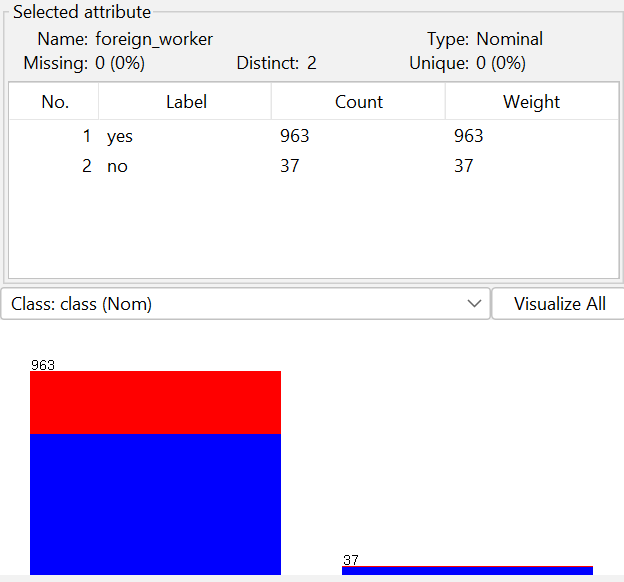 Selected attribute
Name: foreign_worker Type: Nominal
Missing: 0 (0%) Distinct: 2 Unique: 0 (0%)
No. Label Count Weight
1 yes 963 963
2 no 37 37
Class: class (Nom) Visualize All
963
37